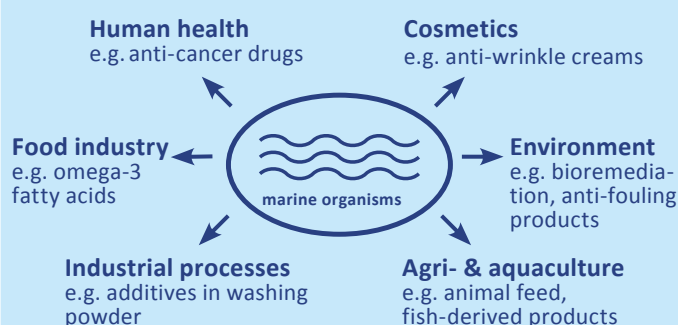 Human health
e.g. anti-cancer drugs
Cosmetics
e.g. anti-wrinkle creams
Food industry
e.g. omega-3
fatty acids
marine organisms
Environment
e.g. bioremedia-
tion, anti-fouling
products
Industrial processes
e.g. additives in washing
powder
Agri- & aquaculture
e.g. animal feed,
fish-derived products